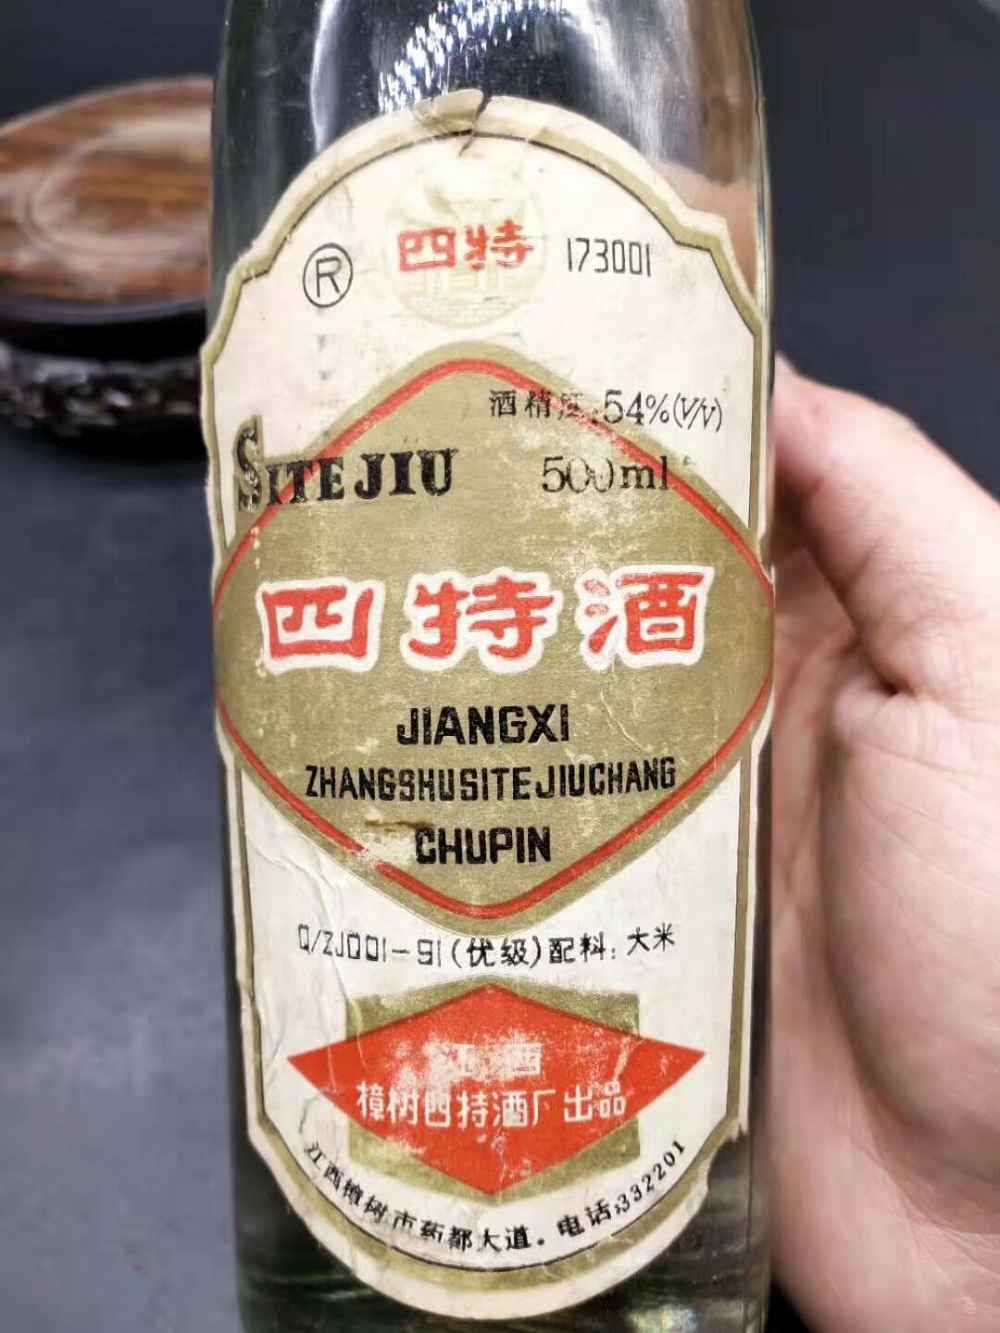 ® 四特 173001
酒精度:54%(V/V)
SITE JIU 500ml
四特酒
JIANGXI
ZHANGSHUSITEJIUCHANG
CHUPIN
Q/ZJ001-91(优级)配料:大米
江西
樟树四特酒厂出品
江西樟树市药都大道. 电话:332201